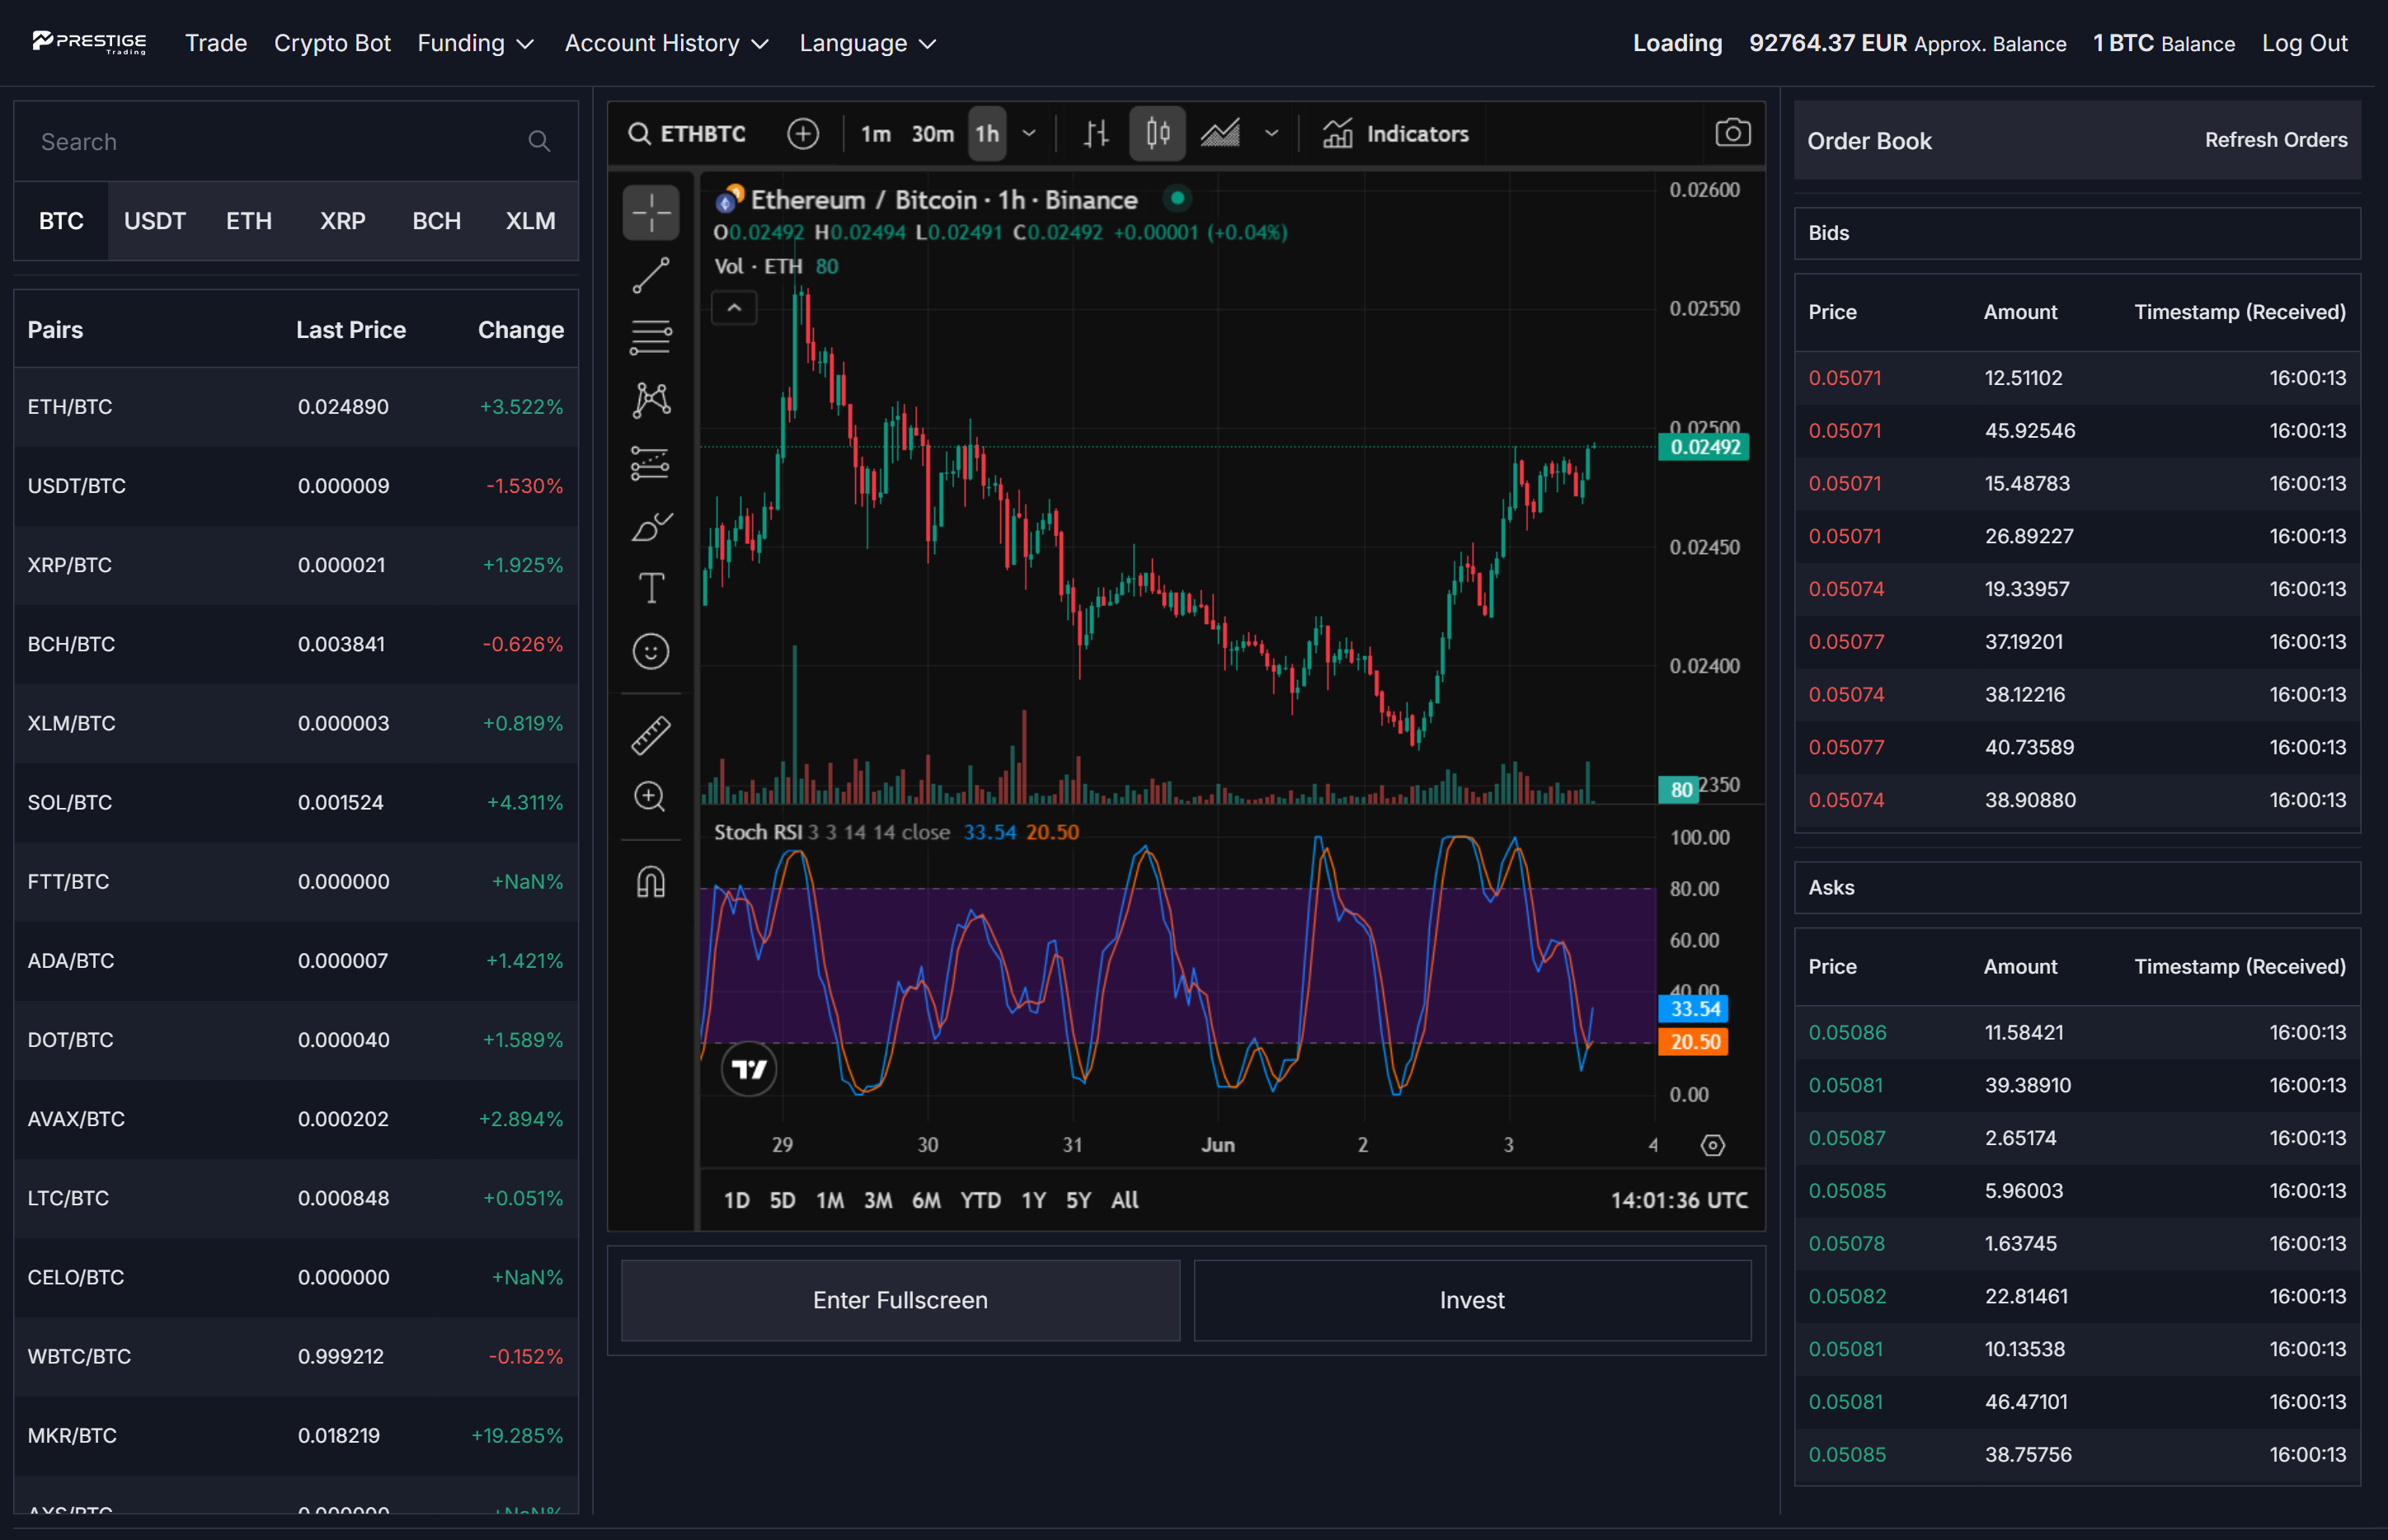 PRESTIGE Trading
Trade Crypto Bot Funding Account History Language
Loading 92764.37 EUR Approx. Balance 1 BTC Balance Log Out
Search
BTC USDT ETH XRP BCH XLM
Pairs Last Price Change
ETH/BTC 0.024890 +3.522%
USDT/BTC 0.000009 -1.530%
XRP/BTC 0.000021 +1.925%
BCH/BTC 0.003841 -0.626%
XLM/BTC 0.000003 +0.819%
SOL/BTC 0.001524 +4.311%
FTT/BTC 0.000000 +NaN%
ADA/BTC 0.000007 +1.421%
DOT/BTC 0.000040 +1.589%
AVAX/BTC 0.000202 +2.894%
LTC/BTC 0.000848 +0.051%
CELO/BTC 0.000000 +NaN%
WBTC/BTC 0.999212 -0.152%
MKR/BTC 0.018219 +19.285%
AXS/BTC 0.000000 +NaN%
ETHBTC 1m 30m 1h Indicators
Ethereum / Bitcoin · 1h · Binance
O0.02492 H0.02494 L0.02491 C0.02492 +0.00001 (+0.04%)
Vol · ETH 80
0.02600
0.02550
0.02500
0.02492
0.02450
0.02400
80 2350
Stoch RSI 3 3 14 14 close 33.54 20.50
100.00
80.00
60.00
40.00
33.54
20.50
0.00
29 30 31 Jun 2 3 4
1D 5D 1M 3M 6M YTD 1Y 5Y All 14:01:36 UTC
Enter Fullscreen Invest
Order Book Refresh Orders
Bids
Price Amount Timestamp (Received)
0.05071 12.51102 16:00:13
0.05071 45.92546 16:00:13
0.05071 15.48783 16:00:13
0.05071 26.89227 16:00:13
0.05074 19.33957 16:00:13
0.05077 37.19201 16:00:13
0.05074 38.12216 16:00:13
0.05077 40.73589 16:00:13
0.05074 38.90880 16:00:13
Asks
Price Amount Timestamp (Received)
0.05086 11.58421 16:00:13
0.05081 39.38910 16:00:13
0.05087 2.65174 16:00:13
0.05085 5.96003 16:00:13
0.05078 1.63745 16:00:13
0.05082 22.81461 16:00:13
0.05081 10.13538 16:00:13
0.05081 46.47101 16:00:13
0.05085 38.75756 16:00:13